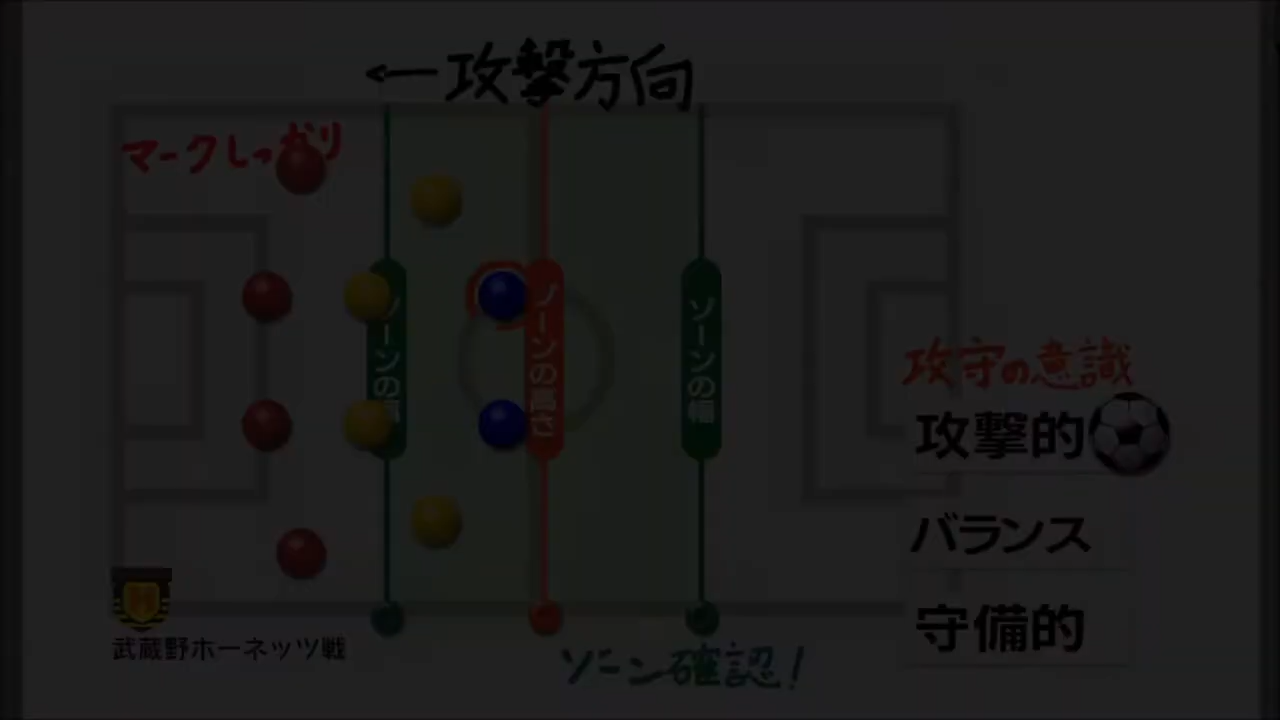 ←攻撃方向
マークしっかり
ゾーンの幅
ゾーンの高さ
ゾーンの幅
攻守の意識
攻撃的
バランス
守備的
武蔵野ホーネッツ戦
ゾーン確認!